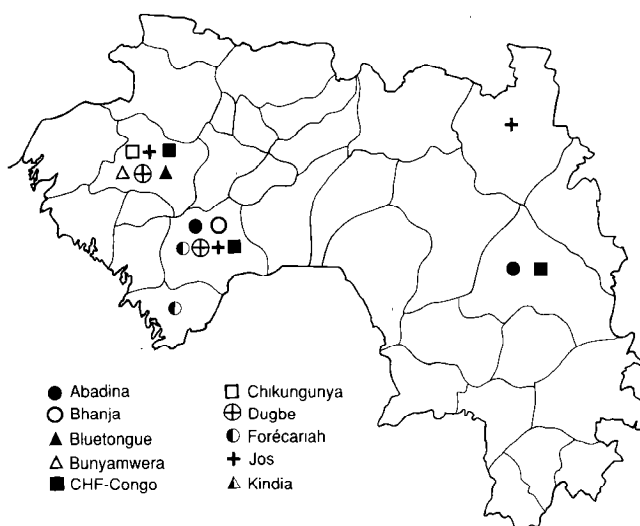 Abadina
Bhanja
Bluetongue
Bunyamwera
CHF-Congo
Chikungunya
Dugbe
Forécariah
Jos
Kindia